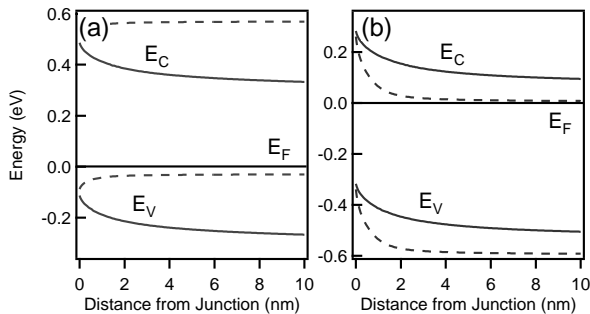 (a)
(b)
0.6
0.4
0.2
0.0
-0.2
E_C
E_F
E_V
0.2
0.0
-0.2
-0.4
-0.6
E_C
E_F
E_V
Energy (eV)
0 2 4 6 8 10
0 2 4 6 8 10
Distance from Junction (nm)
Distance from Junction (nm)